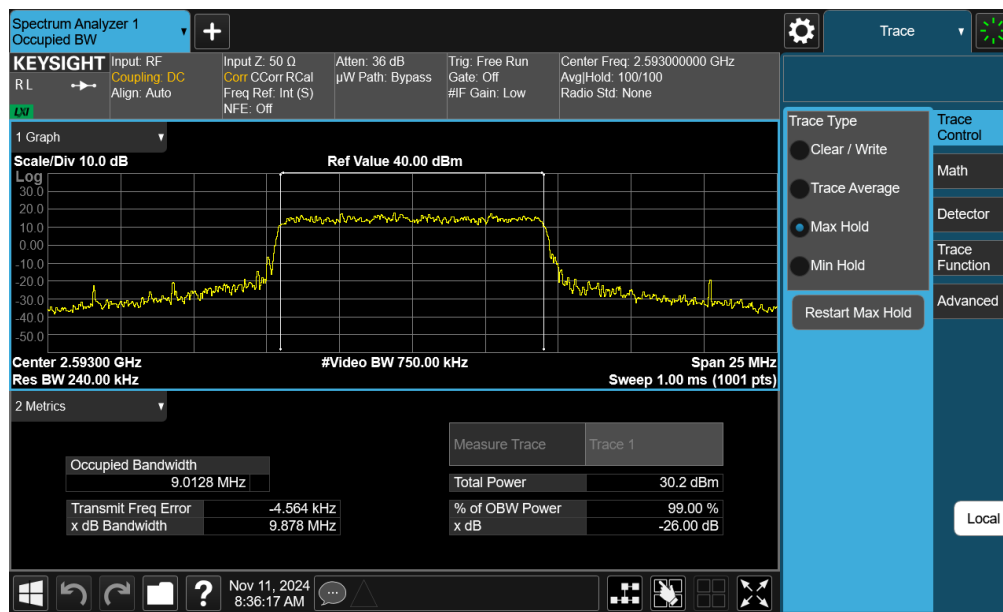 Spectrum Analyzer 1
Occupied BW
+
Trace
KEYSIGHT
R L
LXI
Input: RF
Coupling: DC
Align: Auto
Input Z: 50 Ω
Corr CCorr RCal
Freq Ref: Int (S)
NFE: Off
Atten: 36 dB
µW Path: Bypass
Trig: Free Run
Gate: Off
#IF Gain: Low
Center Freq: 2.593000000 GHz
Avg|Hold: 100/100
Radio Std: None
1 Graph
Scale/Div 10.0 dB
Ref Value 40.00 dBm
Log
30.0
20.0
10.0
0.00
-10.0
-20.0
-30.0
-40.0
-50.0
Center 2.59300 GHz
#Video BW 750.00 kHz
Span 25 MHz
Res BW 240.00 kHz
Sweep 1.00 ms (1001 pts)
2 Metrics
Measure Trace
Trace 1
Occupied Bandwidth
9.0128 MHz
Total Power
30.2 dBm
Transmit Freq Error
-4.564 kHz
% of OBW Power
99.00 %
x dB Bandwidth
9.878 MHz
x dB
-26.00 dB
Trace Type
Clear / Write
Trace Average
Max Hold
Min Hold
Restart Max Hold
Trace
Control
Math
Detector
Trace
Function
Advanced
Local
?
Nov 11, 2024
8:36:17 AM